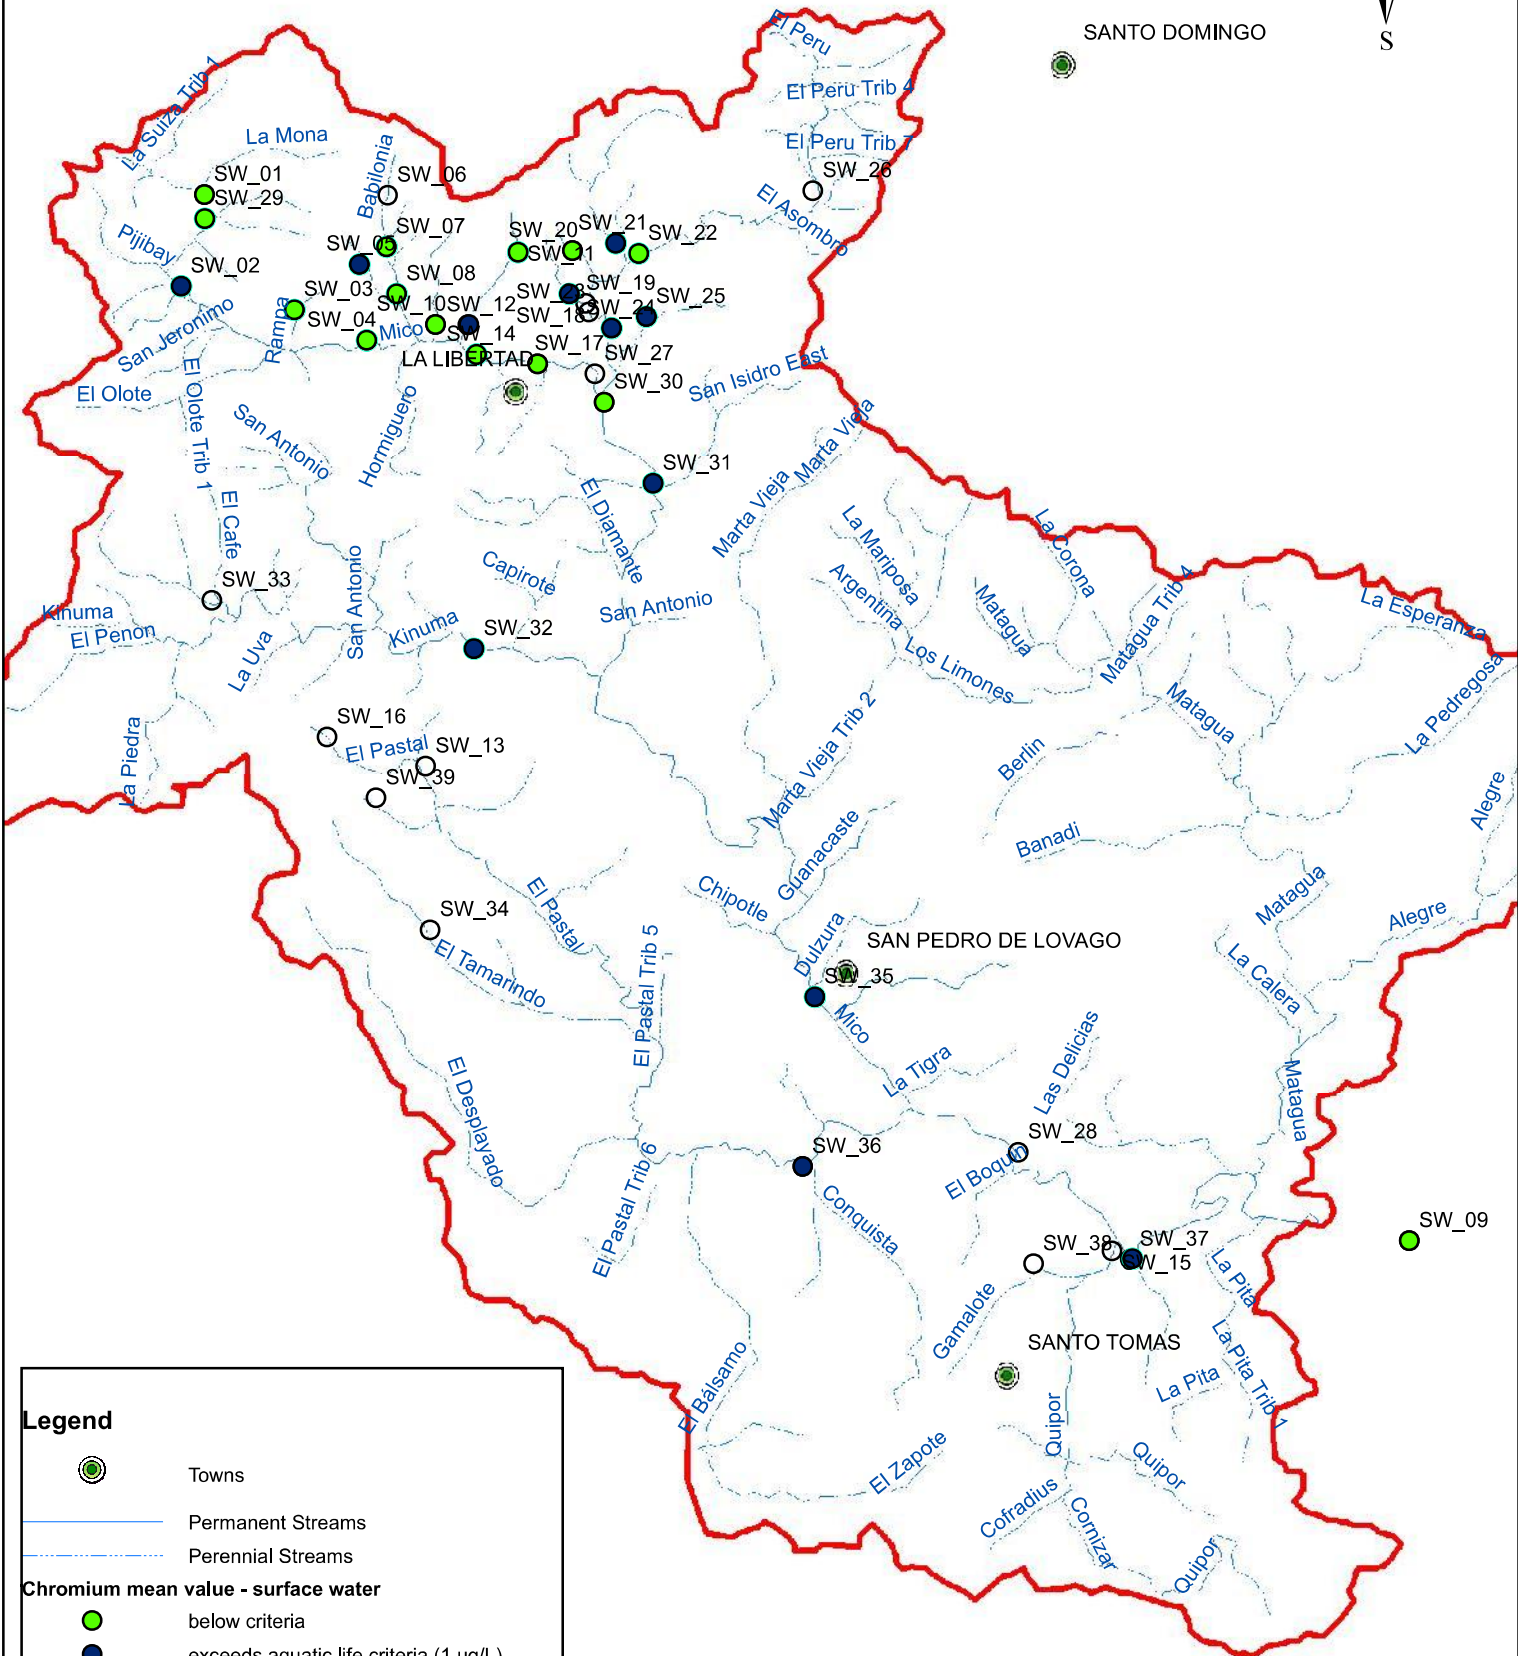 S
SANTO DOMINGO
El Peru
El Peru Trib 4
El Peru Trib 7
La Suiza Trib 1
La Mona
Babilonia
SW_01
SW_29
SW_06
SW_26
El Asombro
Pijibay
SW_02
SW_05
SW_07
SW_20
SW_21
SW_22
SW_11
SW_08
SW_23
SW_19
SW_25
SW_03
SW_10
SW_12
SW_18
SW_24
San Jeronimo
Rampa
SW_04
Mico
SW_14
SW_17
SW_27
LA LIBERTAD
SW_30
San Isidro East
El Olote
El Olote Trib 1
San Antonio
Hormiguero
Marta Vieja
SW_31
El Diamante
Marta Vieja
El Cafe
La Mariposa
La Corona
Capirote
San Antonio
Argentina
Matagua
Matagua Trib 4
La Esperanza
SW_33
Kinuma
El Penon
San Antonio
Kinuma
SW_32
La Uva
Los Limones
Matagua
La Pedregosa
La Piedra
SW_16
El Pastal
SW_13
SW_39
Marta Vieja Trib 2
Berlin
Alegre
Banadi
Guanacaste
Chipotle
Matagua
Alegre
SW_34
El Pastal
El Tamarindo
El Pastal Trib 5
Dulzura
SAN PEDRO DE LOVAGO
SW_35
Mico
La Calera
La Tigra
Las Delicias
Matagua
El Desplayado
SW_36
SW_28
El Boquin
El Pastal Trib 6
Conquista
SW_09
SW_38
SW_37
SW_15
La Pita
Gamalote
SANTO TOMAS
La Pita Trib 1
La Pita
El Bálsamo
Quipor
El Zapote
Quipor
Cofradius
Cornizar
Quipor
Legend
Towns
Permanent Streams
Perennial Streams
Chromium mean value - surface water
below criteria
exceeds aquatic life criteria (1 ug/L)